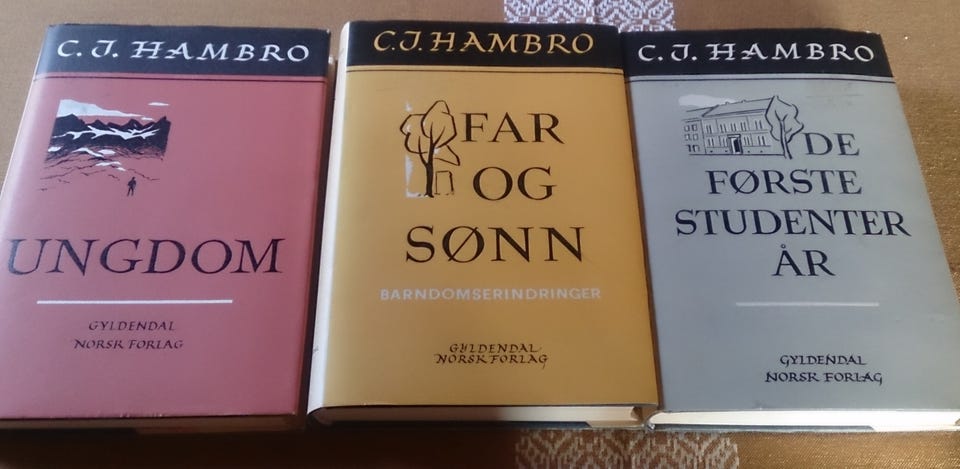 C. J. HAMBRO
UNGDOM
GYLDENDAL
NORSK FORLAG
C.J. HAMBRO
FAR
OG
SØNN
BARNDOMSERINDRINGER
GYLDENDAL
NORSK FORLAG
C. J. HAMBRO
DE
FØRSTE
STUDENTER
ÅR
GYLDENDAL
NORSK FORLAG